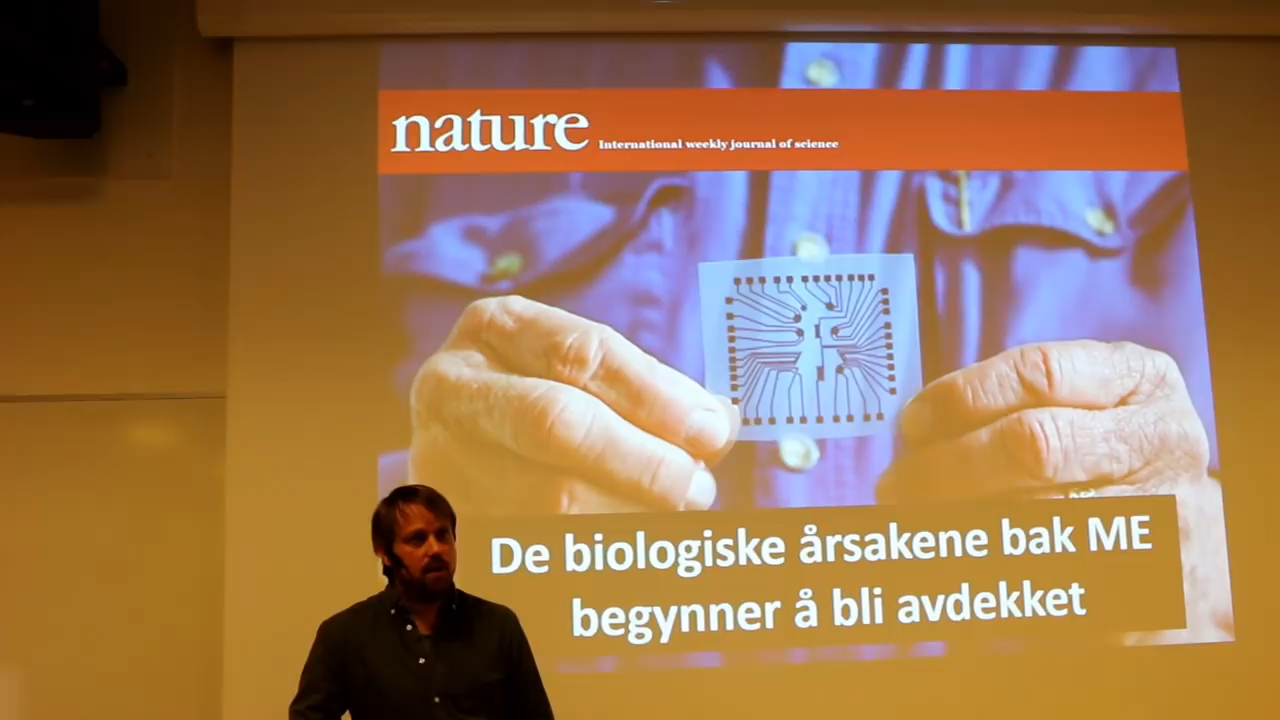 nature
International weekly journal of science
De biologiske årsakene bak ME
begynner å bli avdekket